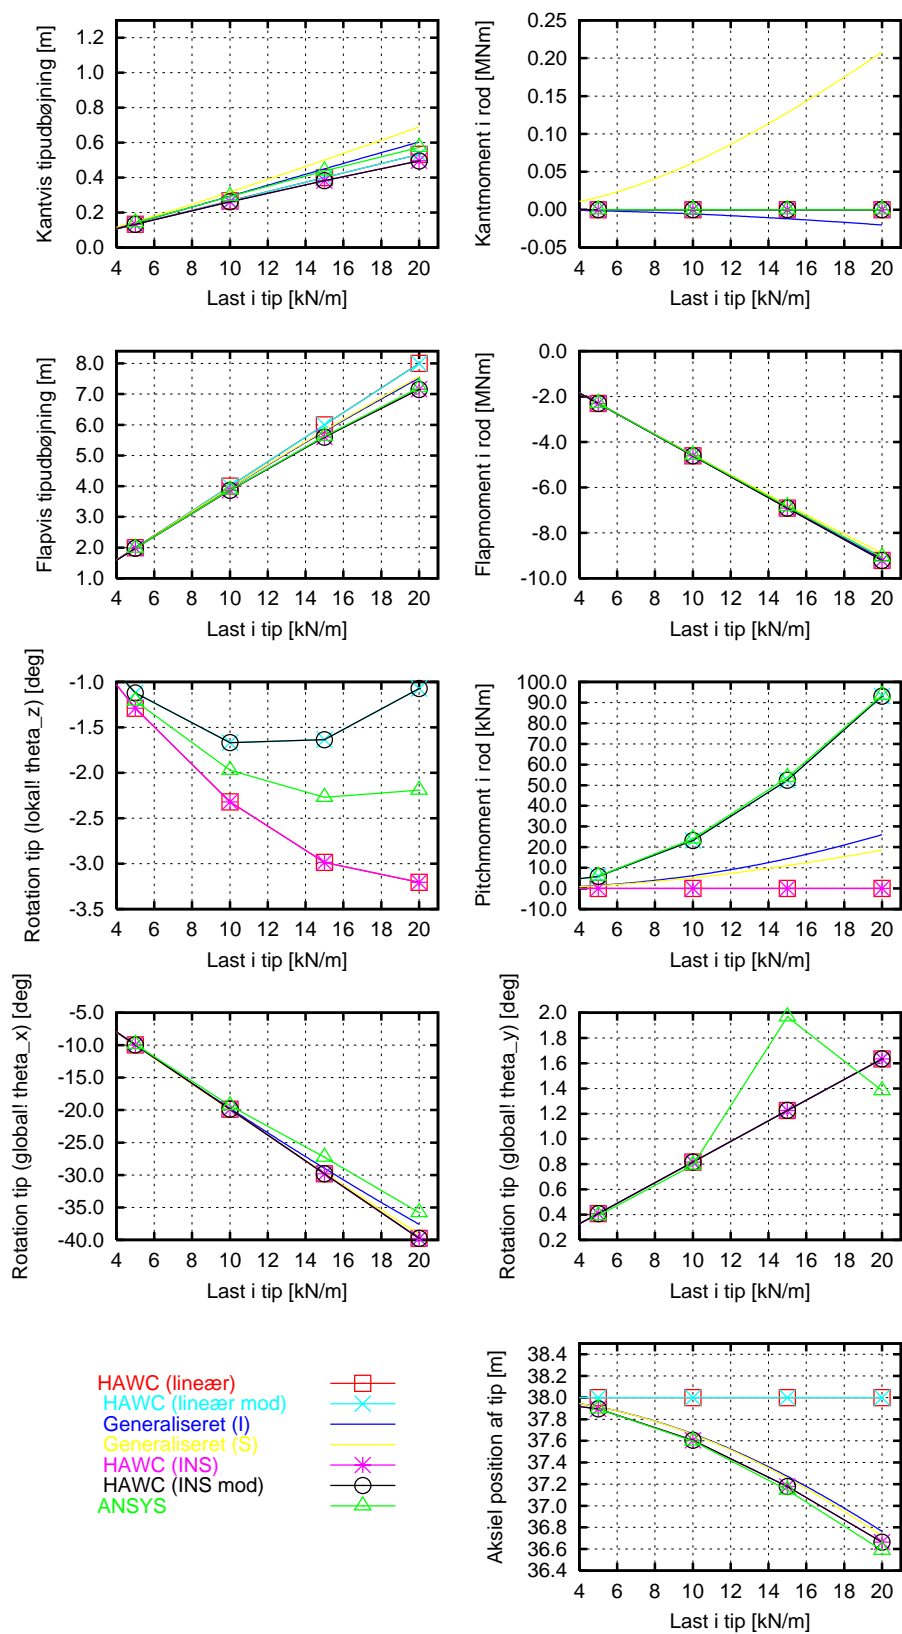 Kantvis tipudbøjning [m]
1.2
1.0
0.8
0.6
0.4
0.2
0.0
4 6 8 10 12 14 16 18 20
Last i tip [kN/m]
Kantmoment i rod [MNm]
0.25
0.20
0.15
0.10
0.05
0.00
-0.05
4 6 8 10 12 14 16 18 20
Last i tip [kN/m]
Flapvis tipudbøjning [m]
8.0
7.0
6.0
5.0
4.0
3.0
2.0
1.0
4 6 8 10 12 14 16 18 20
Last i tip [kN/m]
Flapmoment i rod [MNm]
0.0
-2.0
-4.0
-6.0
-8.0
-10.0
4 6 8 10 12 14 16 18 20
Last i tip [kN/m]
Rotation tip (lokal! theta_z) [deg]
-1.0
-1.5
-2.0
-2.5
-3.0
-3.5
4 6 8 10 12 14 16 18 20
Last i tip [kN/m]
Pitchmoment i rod [kNm]
100.0
90.0
80.0
70.0
60.0
50.0
40.0
30.0
20.0
10.0
0.0
-10.0
4 6 8 10 12 14 16 18 20
Last i tip [kN/m]
Rotation tip (global! theta_x) [deg]
-5.0
-10.0
-15.0
-20.0
-25.0
-30.0
-35.0
-40.0
4 6 8 10 12 14 16 18 20
Last i tip [kN/m]
Rotation tip (global! theta_y) [deg]
2.0
1.8
1.6
1.4
1.2
1.0
0.8
0.6
0.4
0.2
4 6 8 10 12 14 16 18 20
Last i tip [kN/m]
HAWC (lineær)
HAWC (lineær mod)
Generaliseret (I)
Generaliseret (S)
HAWC (INS)
HAWC (INS mod)
ANSYS
Aksiel position af tip [m]
38.4
38.2
38.0
37.8
37.6
37.4
37.2
37.0
36.8
36.6
36.4
4 6 8 10 12 14 16 18 20
Last i tip [kN/m]